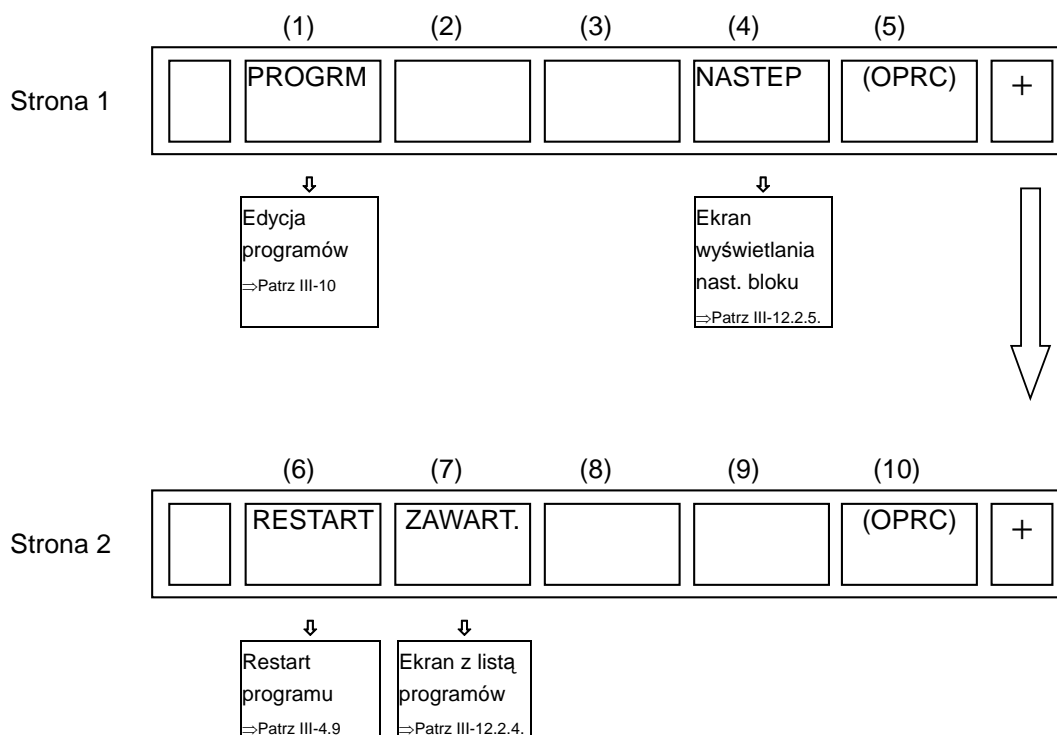 (1) (2) (3) (4) (5)
Strona 1 PROGRM NASTEP (OPRC) +
Edycja
programów
⇒Patrz III-10
Ekran
wyświetlania
nast. bloku
⇒Patrz III-12.2.5.
(6) (7) (8) (9) (10)
Strona 2 RESTART ZAWART. (OPRC) +
Restart
programu
⇒Patrz III-4.9
Ekran z listą
programów
⇒Patrz III-12.2.4.